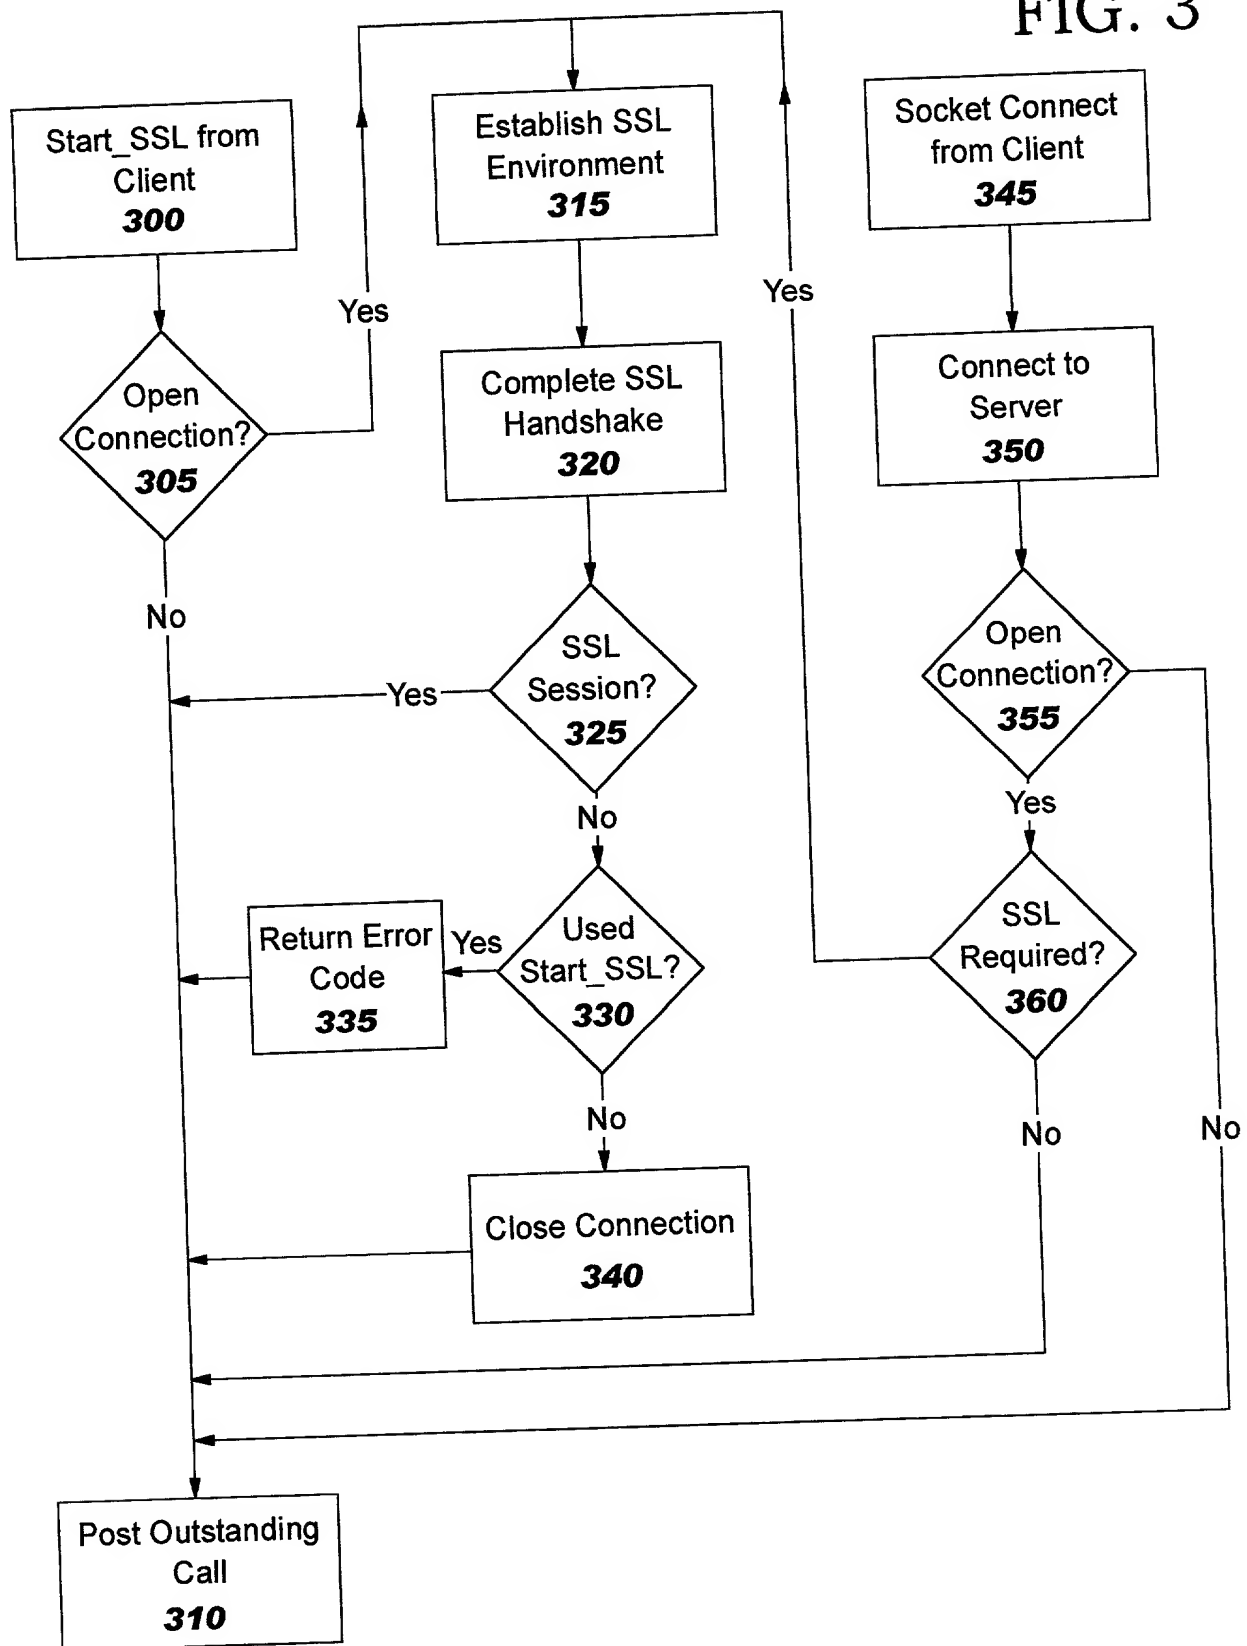 FIG. 3
Start_SSL from
Client
300
Open
Connection?
305
Yes
No
Establish SSL
Environment
315
Complete SSL
Handshake
320
SSL
Session?
325
Yes
No
Used
Start_SSL?
330
Yes
Return Error
Code
335
No
Close Connection
340
Socket Connect
from Client
345
Connect to
Server
350
Open
Connection?
355
Yes
No
SSL
Required?
360
Yes
No
Post Outstanding
Call
310